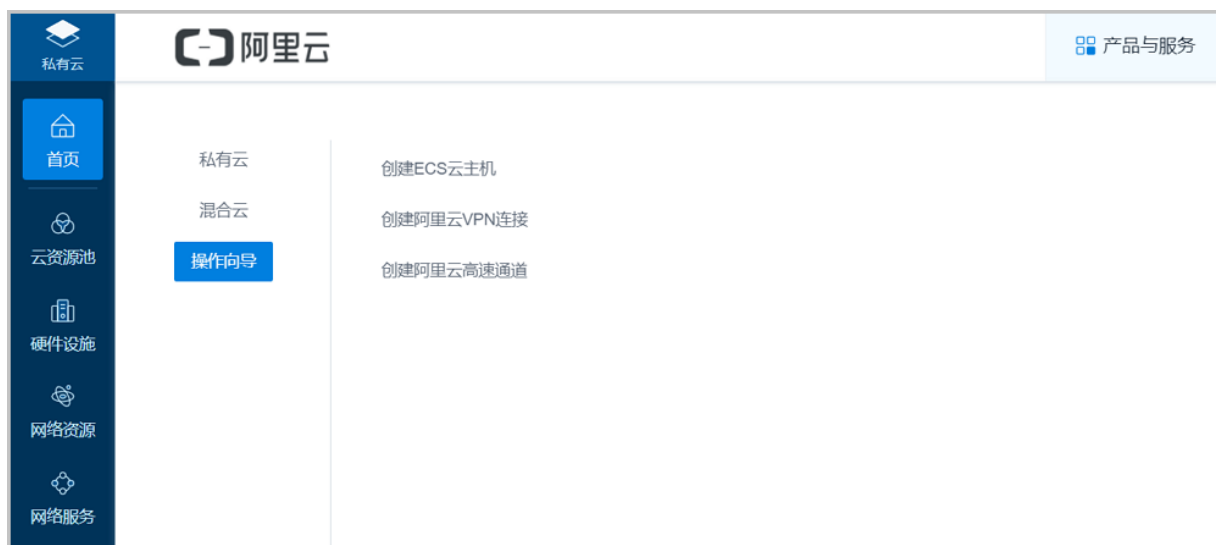 私有云
阿里云
产品与服务
首页
云资源池
硬件设施
网络资源
网络服务
私有云
混合云
操作向导
创建ECS云主机
创建阿里云VPN连接
创建阿里云高速通道